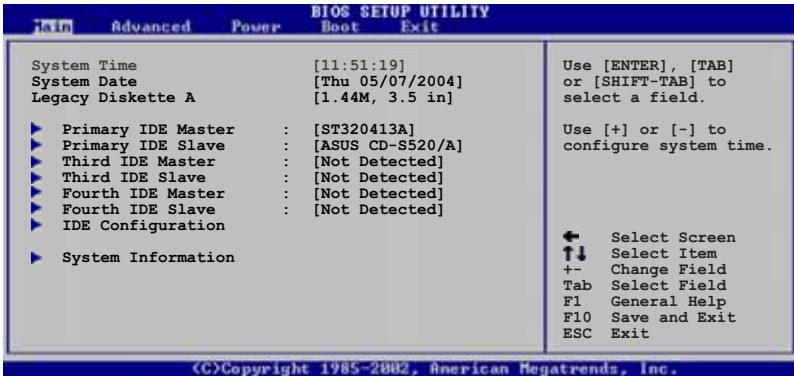 BIOS SETUP UTILITY
Main Advanced Power Boot Exit
System Time [11:51:19]
System Date [Thu 05/07/2004]
Legacy Diskette A [1.44M, 3.5 in]
Primary IDE Master : [ST320413A]
Primary IDE Slave : [ASUS CD-S520/A]
Third IDE Master : [Not Detected]
Third IDE Slave : [Not Detected]
Fourth IDE Master : [Not Detected]
Fourth IDE Slave : [Not Detected]
IDE Configuration
System Information
Use [ENTER], [TAB]
or [SHIFT-TAB] to
select a field.
Use [+] or [-] to
configure system time.
← Select Screen
↑↓ Select Item
+- Change Field
Tab Select Field
F1 General Help
F10 Save and Exit
ESC Exit
(C)Copyright 1985-2002, American Megatrends, Inc.